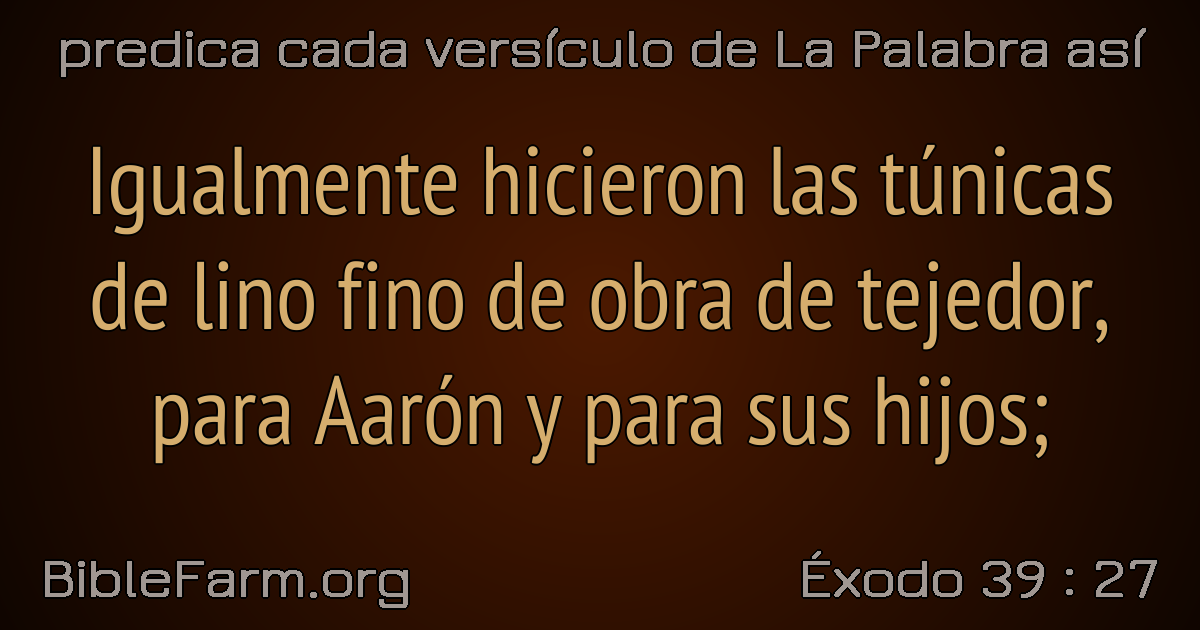 predica cada versículo de La Palabra así
Igualmente hicieron las túnicas
de lino fino de obra de tejedor,
para Aarón y para sus hijos;
BibleFarm.org
Éxodo 39 : 27